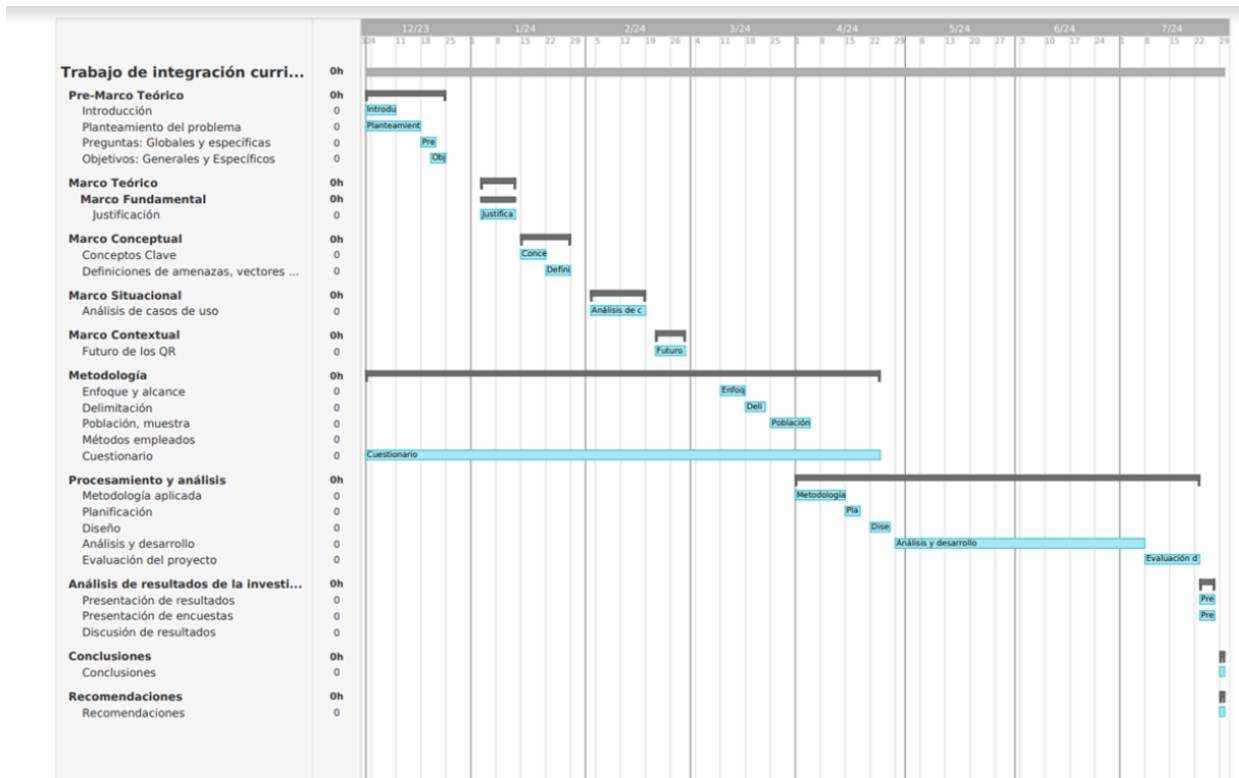 12/23 1/24 2/24 3/24 4/24 5/24 6/24 7/24
04 11 18 25 1 8 15 22 29 5 12 19 26 4 11 18 25 1 8 15 22 29 6 13 20 27 3 10 17 24 1 8 15 22 29
Trabajo de integración curri... 0h
Pre-Marco Teórico 0h
Introducción 0 Introdu
Planteamiento del problema 0 Planteamient
Preguntas: Globales y específicas 0 Pre
Objetivos: Generales y Específicos 0 Obj
Marco Teórico 0h
Marco Fundamental 0h
Justificación 0 Justifica
Marco Conceptual 0h
Conceptos Clave 0 Conce
Definiciones de amenazas, vectores ... 0 Defini
Marco Situacional 0h
Análisis de casos de uso 0 Análisis de c
Marco Contextual 0h
Futuro de los QR 0 Futuro
Metodología 0h
Enfoque y alcance 0 Enfoq
Delimitación 0 Deli
Población, muestra 0 Población
Métodos empleados 0
Cuestionario 0 Cuestionario
Procesamiento y análisis 0h
Metodología aplicada 0 Metodología
Planificación 0 Pla
Diseño 0 Dise
Análisis y desarrollo 0 Análisis y desarrollo
Evaluación del proyecto 0 Evaluación d
Análisis de resultados de la investi... 0h
Presentación de resultados 0 Pre
Presentación de encuestas 0 Pre
Discusión de resultados 0
Conclusiones 0h
Conclusiones 0
Recomendaciones 0h
Recomendaciones 0